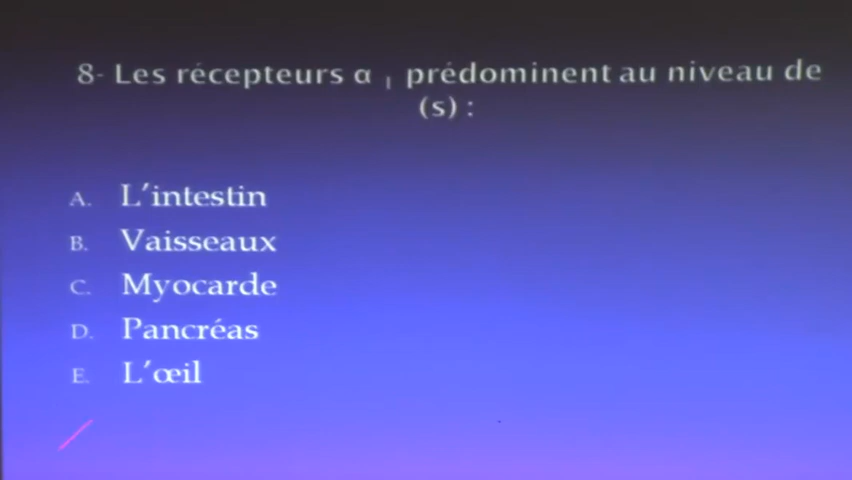 8- Les récepteurs α ₁ prédominent au niveau de
(s) :
A. L’intestin
B. Vaisseaux
C. Myocarde
D. Pancréas
E. L’œil